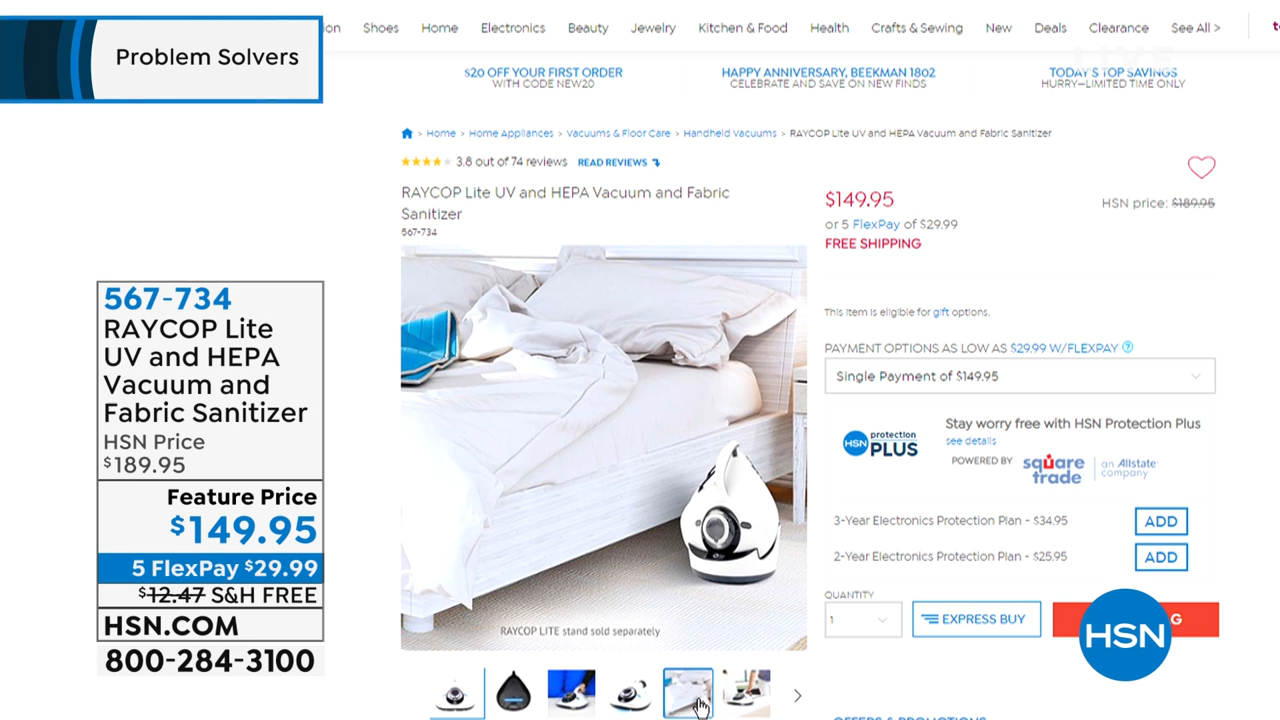 Problem Solvers
ion Shoes Home Electronics Beauty Jewelry Kitchen & Food Health Crafts & Sewing New Deals Clearance See All >
LIVE
$20 OFF YOUR FIRST ORDER
WITH CODE NEW20
HAPPY ANNIVERSARY, BEEKMAN 1802
CELEBRATE AND SAVE ON NEW FINDS
TODAY'S TOP SAVINGS
HURRY—LIMITED TIME ONLY
> Home > Home Appliances > Vacuums & Floor Care > Handheld Vacuums > RAYCOP Lite UV and HEPA Vacuum and Fabric Sanitizer
3.8 out of 74 reviews READ REVIEWS
RAYCOP Lite UV and HEPA Vacuum and Fabric
Sanitizer
567-734
RAYCOP LITE stand sold separately
$149.95
HSN price: $189.95
or 5 FlexPay of $29.99
FREE SHIPPING
This item is eligible for gift options.
PAYMENT OPTIONS AS LOW AS $29.99 W/FLEXPAY ?
Single Payment of $149.95
HSN protection
PLUS
Stay worry free with HSN Protection Plus
see details
POWERED BY square
trade
an Allstate
company
3-Year Electronics Protection Plan - $34.95 ADD
2-Year Electronics Protection Plan - $25.95 ADD
QUANTITY
1
EXPRESS BUY
G
HSN
OFFERS & PROMOTIONS
567-734
RAYCOP Lite
UV and HEPA
Vacuum and
Fabric Sanitizer
HSN Price
$189.95
Feature Price
$149.95
5 FlexPay $29.99
$12.47 S&H FREE
HSN.COM
800-284-3100